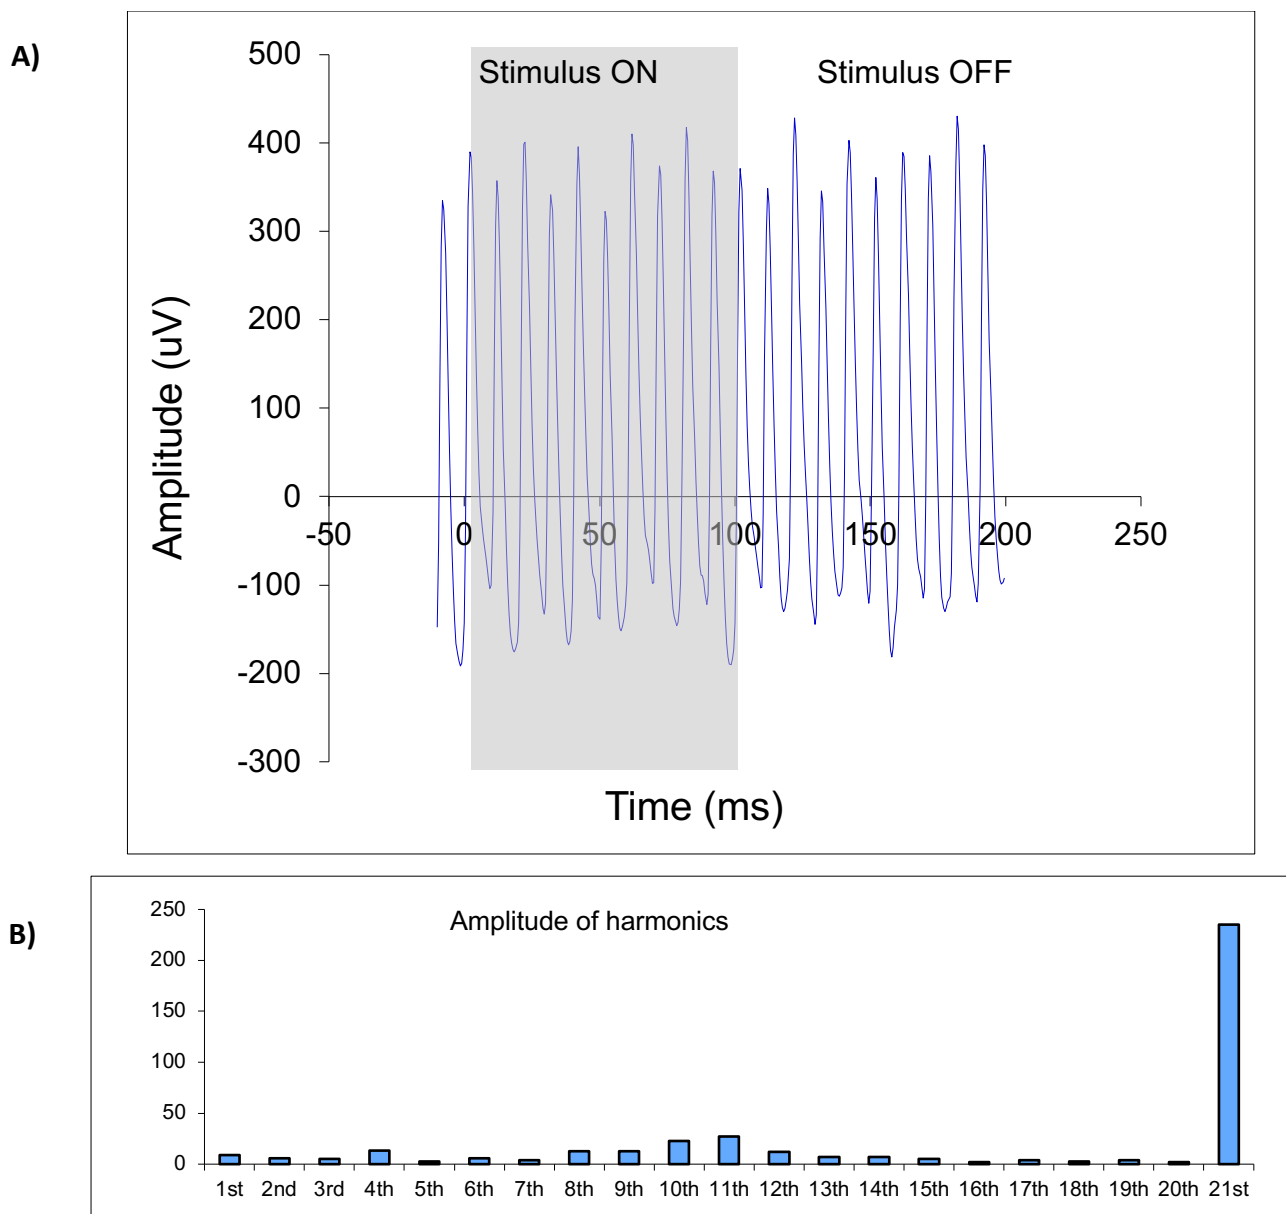 A)
Stimulus ON Stimulus OFF
500
400
300
200
100
0
-100
-200
-300
Amplitude (uV)
-50 0 50 100 150 200 250
Time (ms)
B)
Amplitude of harmonics
250
200
150
100
50
0
1st 2nd 3rd 4th 5th 6th 7th 8th 9th 10th 11th 12th 13th 14th 15th 16th 17th 18th 19th 20th 21st